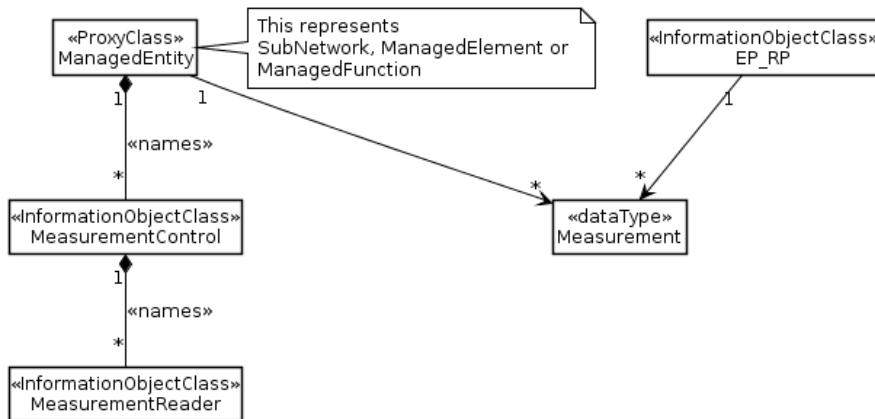 «ProxyClass»
ManagedEntity
This represents
SubNetwork, ManagedElement or
ManagedFunction
«InformationObjectClass»
EP_RP
1
1
1
«names»
*
*
*
«InformationObjectClass»
MeasurementControl
«dataType»
Measurement
1
«names»
*
«InformationObjectClass»
MeasurementReader